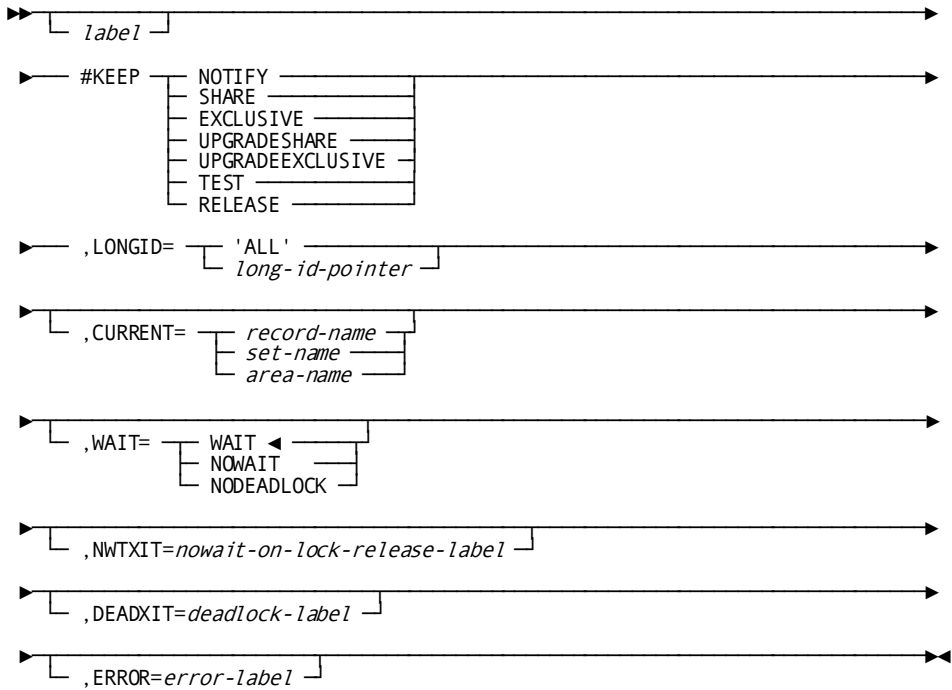 label
#KEEP NOTIFY
SHARE
EXCLUSIVE
UPGRADESHARE
UPGRADEEXCLUSIVE
TEST
RELEASE
,LONGID= 'ALL'
long-id-pointer
,CURRENT= record-name
set-name
area-name
,WAIT= WAIT
NOWAIT
NODEADLOCK
,NWTXIT=nowait-on-lock-release-label
,DEADXIT=deadlock-label
,ERROR=error-label